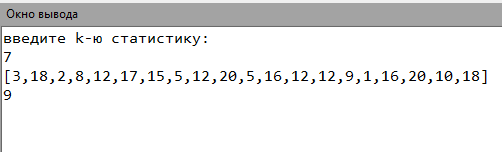 Окно вывода
введите k-ю статистику:
7
[3,18,2,8,12,17,15,5,12,20,5,16,12,12,9,1,16,20,10,18]
9